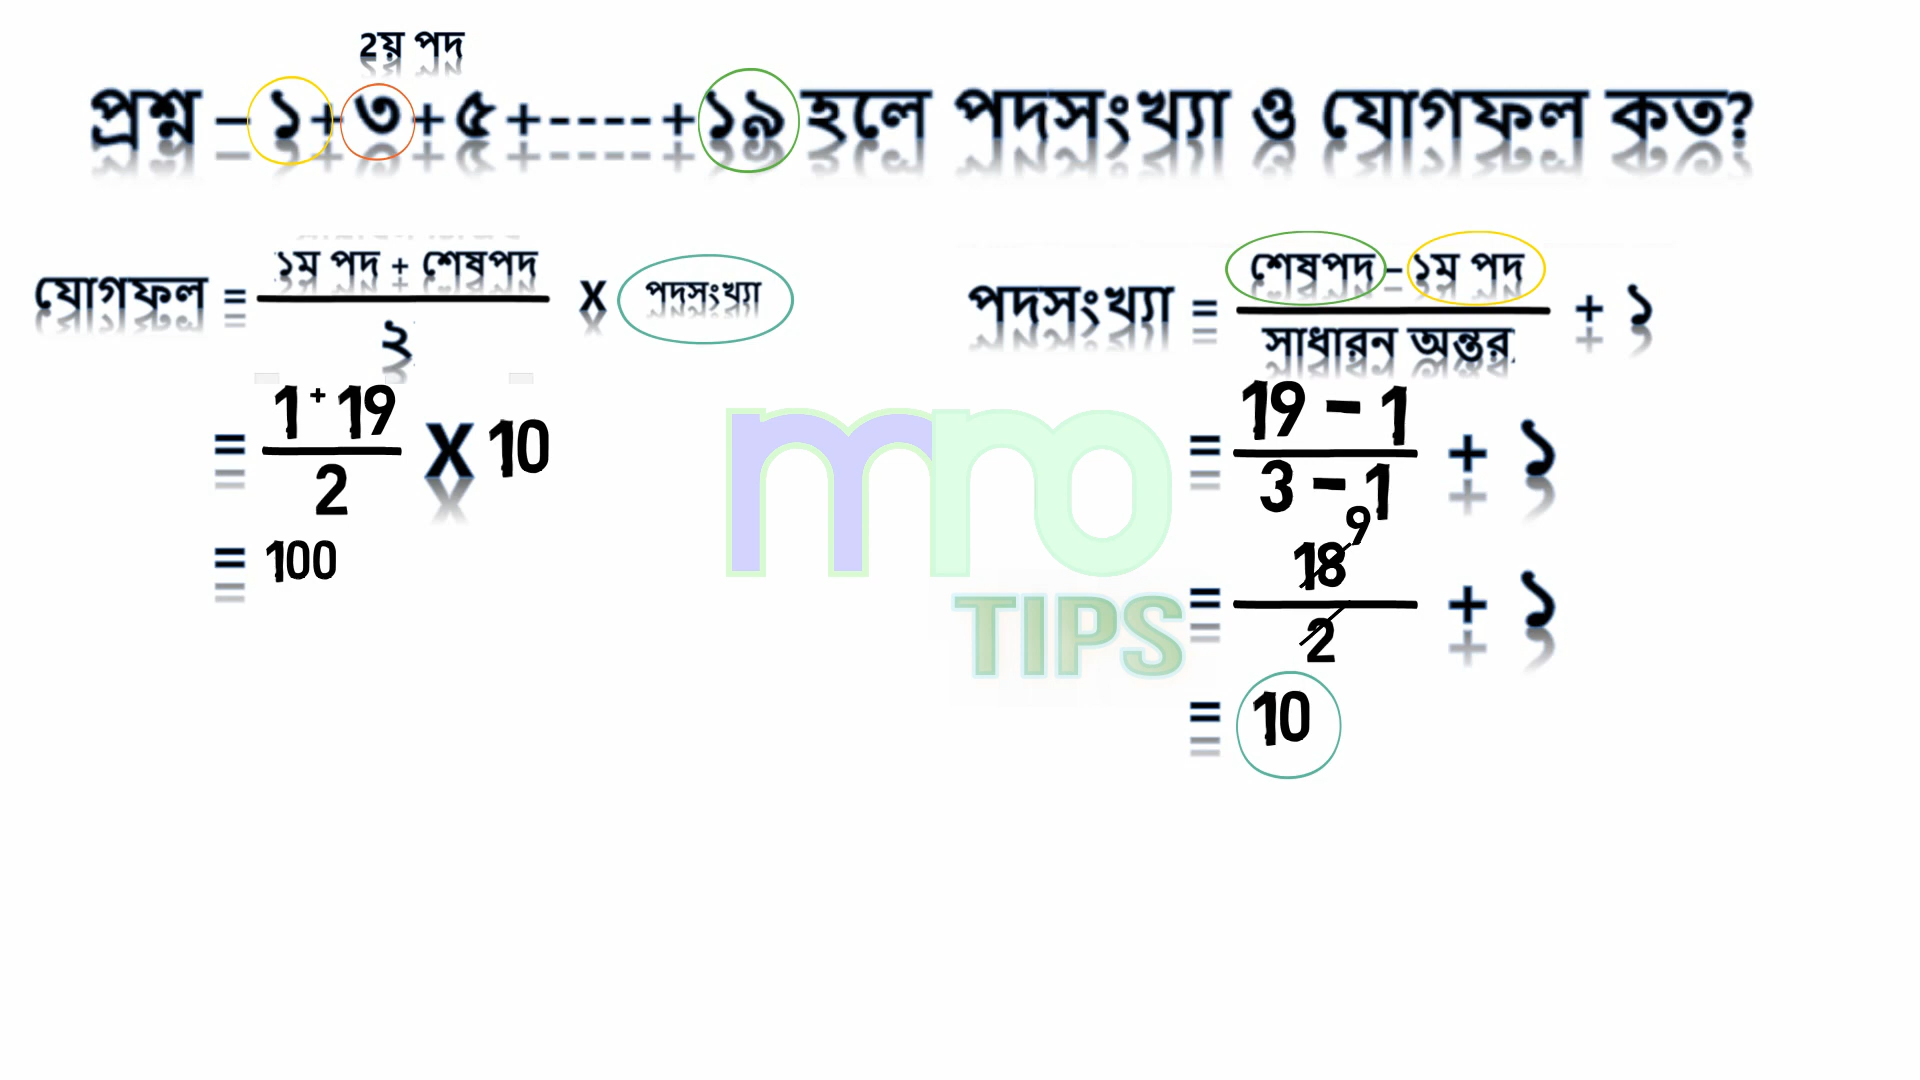 2য় পদ
প্রশ্ন – ১+৩+৫+----+১৯ হলে পদসংখ্যা ও যোগফল কত?
যোগফল = ১ম পদ + শেষপদ / ২ X পদসংখ্যা
= 1 + 19 / 2 X 10
= 100
পদসংখ্যা = শেষপদ – ১ম পদ / সাধারন অন্তর + ১
= 19 - 1 / 3 - 1 + ১
= 18 9 / 2 + ১
= 10
mro
TIPS